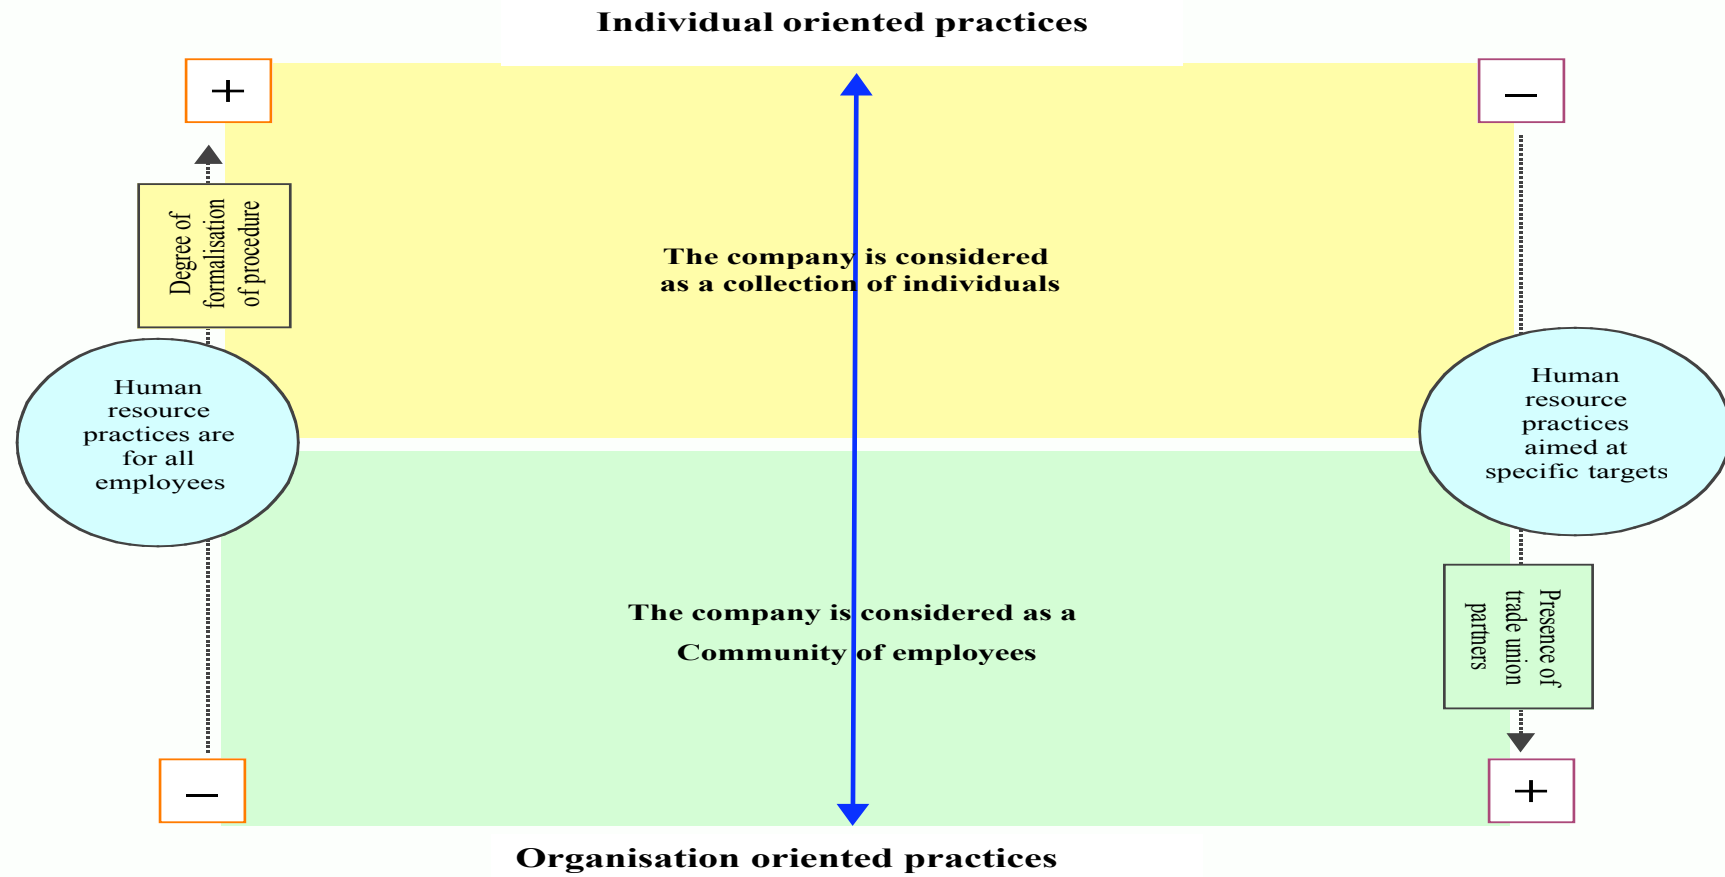 Individual oriented practices
+
—
Degree of
formalisation
of procedure
The company is considered
as a collection of individuals
Human
resource
practices are
for all
employees
Human
resource
practices
aimed at
specific targets
The company is considered as a
Community of employees
Presence of
trade union
partners
—
+
Organisation oriented practices